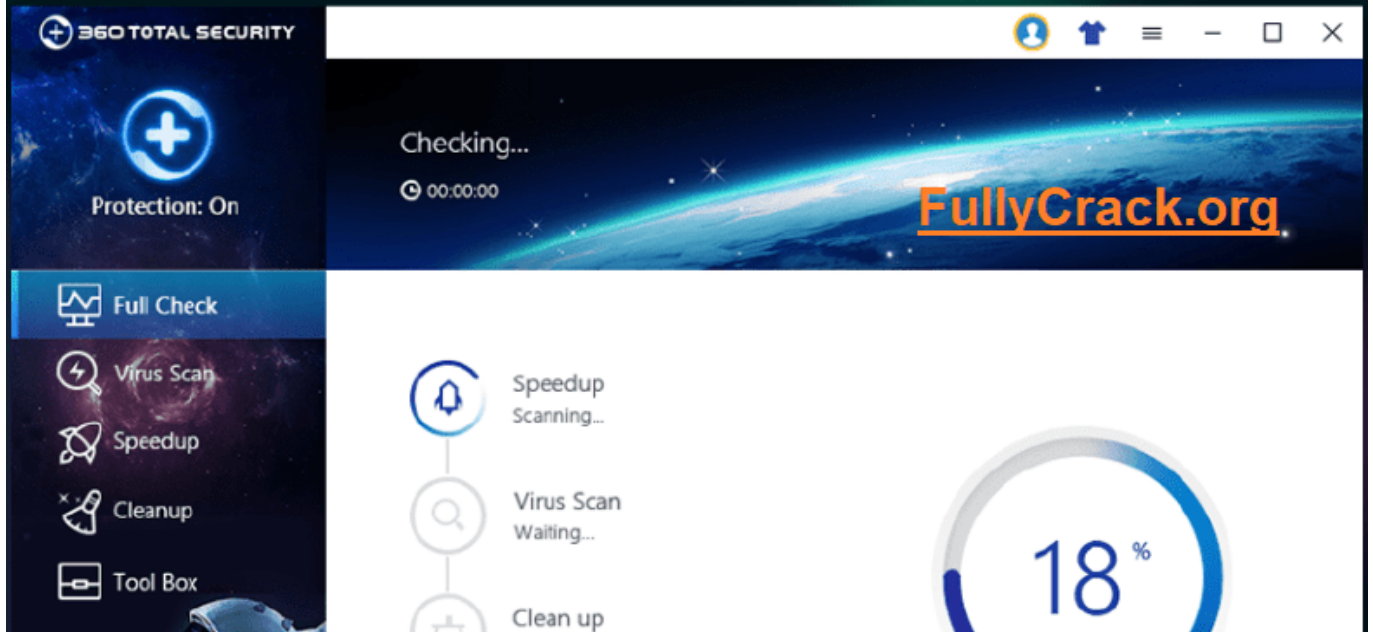 360 TOTAL SECURITY
Protection: On
Full Check
Virus Scan
Speedup
Cleanup
Tool Box
Checking...
00:00:00
FullyCrack.org
Speedup
Scanning...
Virus Scan
Waiting...
Clean up
18%